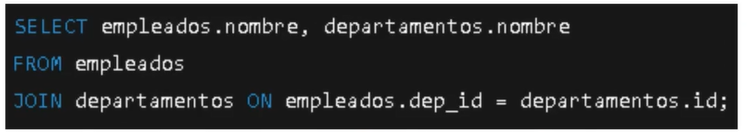 SELECT empleados.nombre, departamentos.nombre
FROM empleados
JOIN departamentos ON empleados.dep_id = departamentos.id;